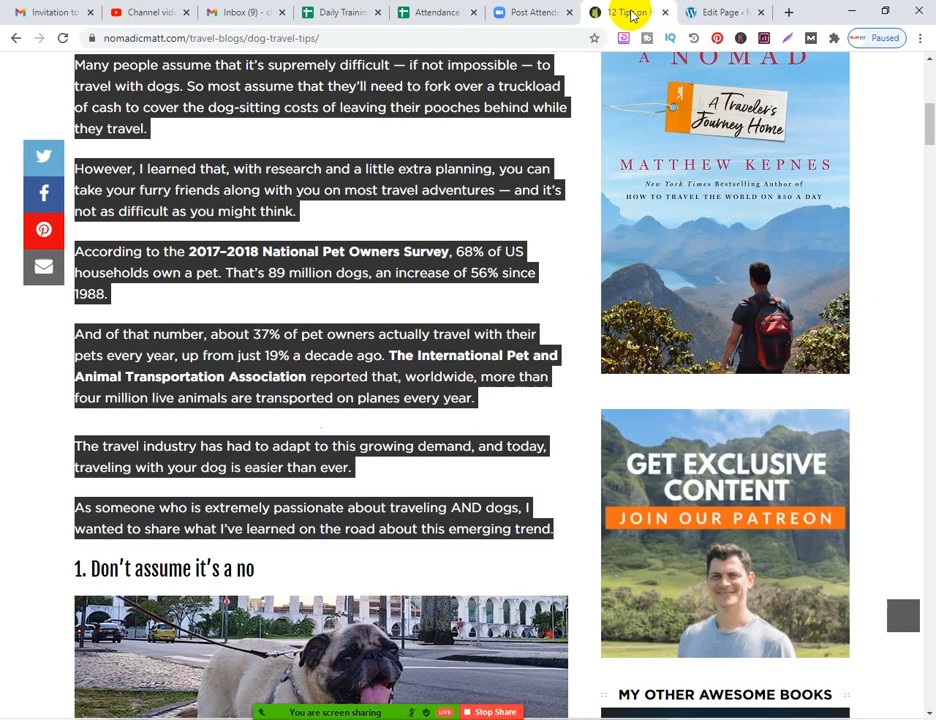 Invitation to
Channel vide
Inbox (9) - c
Daily Training
Attendance
Post Attende
12 Tips on
Edit Page ‹
nomadicmatt.com/travel-blogs/dog-travel-tips/
Paused
Many people assume that it's supremely difficult — if not impossible — to
travel with dogs. So most assume that they'll need to fork over a truckload
of cash to cover the dog-sitting costs of leaving their pooches behind while
they travel.
However, I learned that, with research and a little extra planning, you can
take your furry friends along with you on most travel adventures — and it's
not as difficult as you might think.
According to the 2017–2018 National Pet Owners Survey, 68% of US
households own a pet. That's 89 million dogs, an increase of 56% since
1988.
And of that number, about 37% of pet owners actually travel with their
pets every year, up from just 19% a decade ago. The International Pet and
Animal Transportation Association reported that, worldwide, more than
four million live animals are transported on planes every year.
The travel industry has had to adapt to this growing demand, and today,
traveling with your dog is easier than ever.
As someone who is extremely passionate about traveling AND dogs, I
wanted to share what I've learned on the road about this emerging trend.
1. Don't assume it's a no
A NOMAD
A Traveler's
Journey Home
MATTHEW KEPNES
New York Times Bestselling Author of
HOW TO TRAVEL THE WORLD ON $50 A DAY
GET EXCLUSIVE
CONTENT
JOIN OUR PATREON
MY OTHER AWESOME BOOKS
You are screen sharing
LIVE
Stop Share